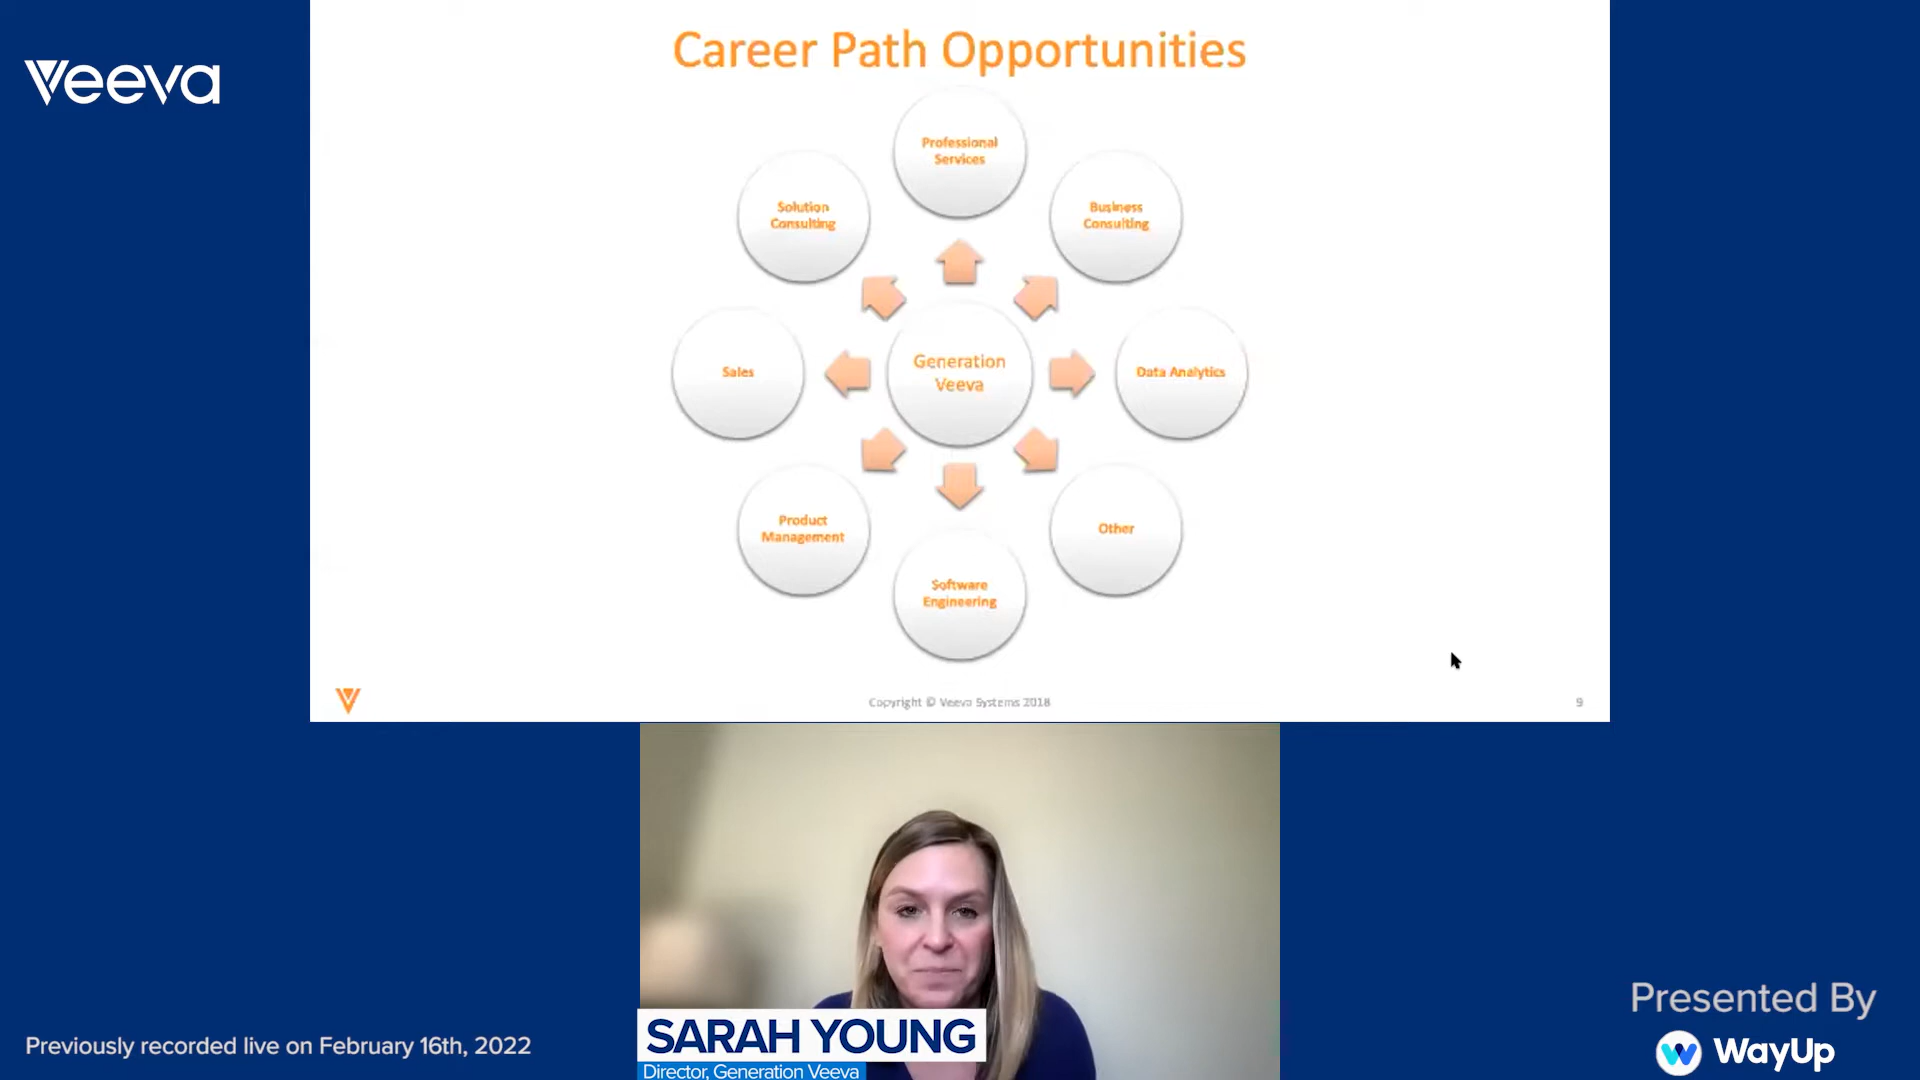 Veeva
Career Path Opportunities
Professional
Services
Solution
Consulting
Business
Consulting
Generation
Veeva
Sales
Data Analytics
Product
Management
Other
Software
Engineering
Copyright © Veeva Systems 2018
9
SARAH YOUNG
Director, Generation Veeva
Previously recorded live on February 16th, 2022
Presented By
WayUp